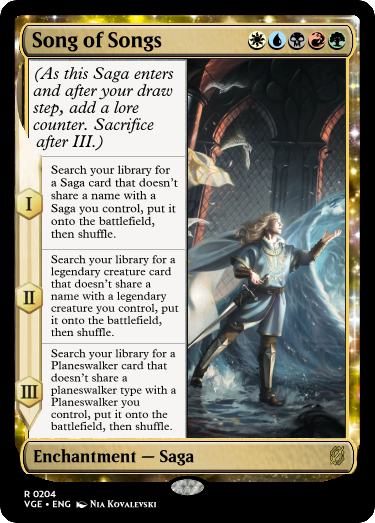 Song of Songs
(As this Saga enters
and after your draw
step, add a lore
counter. Sacrifice
after III.)
I
Search your library for
a Saga card that doesn't
share a name with a
Saga you control, put it
onto the battlefield,
then shuffle.
II
Search your library for a
legendary creature card
that doesn't share a
name with a legendary
creature you control, put
it onto the battlefield,
then shuffle.
III
Search your library for a
Planeswalker card that
doesn't share a
planeswalker type with a
Planeswalker you
control, put it onto the
battlefield, then shuffle.
Enchantment — Saga
R 0204
VGE • ENG Nia Kovalevski